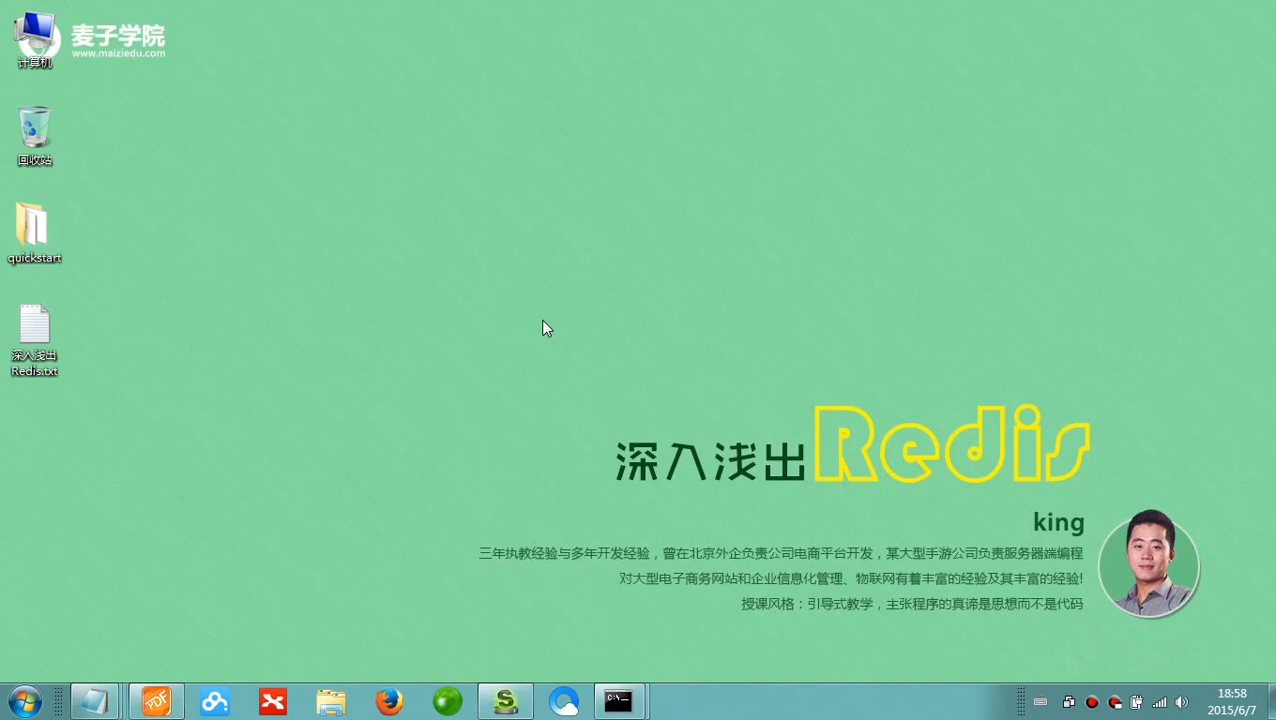 麦子学院
www.maiziedu.com
计算机
回收站
quickstart
深入浅出
Redis.txt
深入浅出Redis
king
三年执教经验与多年开发经验，曾在北京外企负责公司电商平台开发，某大型手游公司负责服务器端编程
对大型电子商务网站和企业信息化管理、物联网有着丰富的经验及其丰富的经验!
授课风格：引导式教学，主张程序的真谛是思想而不是代码
PDF
S
C:\_
18:58
2015/6/7